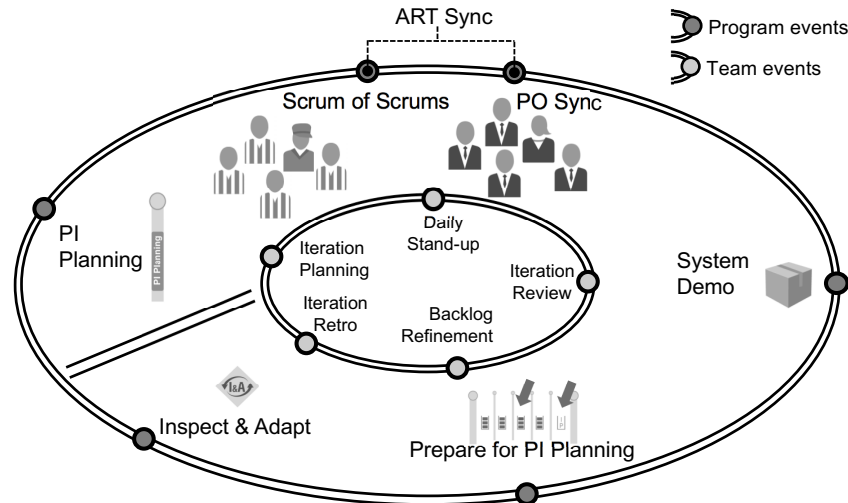 ART Sync
Program events
Team events
Scrum of Scrums
PO Sync
PI
Planning
PI Planning
Daily
Stand-up
Iteration
Planning
Iteration
Review
System
Demo
Iteration
Retro
Backlog
Refinement
I&A
Inspect & Adapt
Prepare for PI Planning